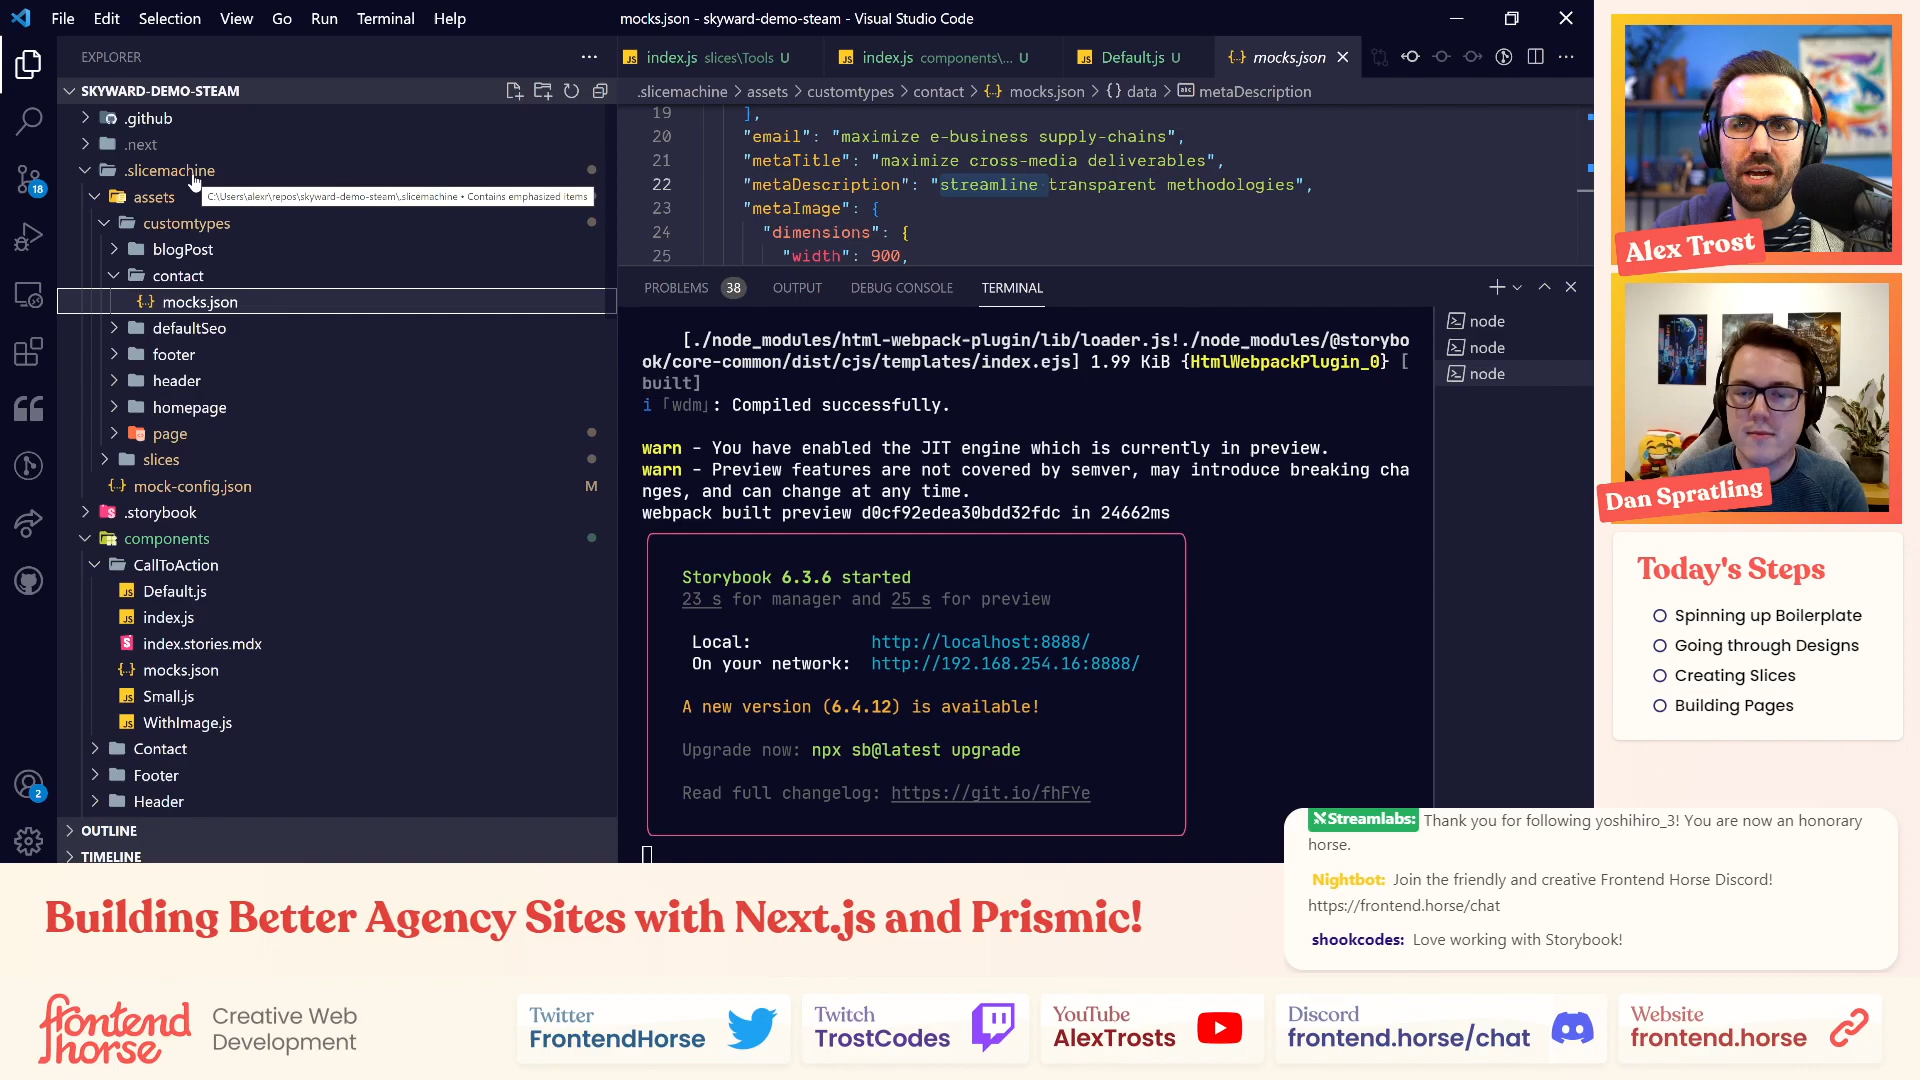 File Edit Selection View Go Run Terminal Help
mocks.json - skyward-demo-steam - Visual Studio Code
EXPLORER
SKYWARD-DEMO-STEAM
.github
.next
.slicemachine
assets
C:\Users\alexr\repos\skyward-demo-steam\.slicemachine • Contains emphasized items
customtypes
blogPost
contact
mocks.json
defaultSeo
footer
header
homepage
page
slices
mock-config.json M
.storybook
components
CallToAction
Default.js
index.js
index.stories.mdx
mocks.json
Small.js
WithImage.js
Contact
Footer
Header
OUTLINE
TIMELINE
18
2
index.js slices\Tools U
index.js components\... U
Default.js U
mocks.json
.slicemachine > assets > customtypes > contact > {} mocks.json > {} data > metaDescription
19 ],
20 "email": "maximize e-business supply-chains",
21 "metaTitle": "maximize cross-media deliverables",
22 "metaDescription": "streamline transparent methodologies",
23 "metaImage": {
24 "dimensions": {
25 "width": 900,
PROBLEMS 38 OUTPUT DEBUG CONSOLE TERMINAL
node
node
node
[./node_modules/html-webpack-plugin/lib/loader.js!./node_modules/@storybo
ok/core-common/dist/cjs/templates/index.ejs] 1.99 KiB {HtmlWebpackPlugin_0} [
built]
i ｢wdm｣: Compiled successfully.
warn - You have enabled the JIT engine which is currently in preview.
warn - Preview features are not covered by semver, may introduce breaking cha
nges, and can change at any time.
webpack built preview d0cf92edea30bdd32fdc in 24662ms
Storybook 6.3.6 started
23 s for manager and 25 s for preview
Local: http://localhost:8888/
On your network: http://192.168.254.16:8888/
A new version (6.4.12) is available!
Upgrade now: npx sb@latest upgrade
Read full changelog: https://git.io/fhFYe
Alex Trost
Dan Spratling
Today's Steps
Spinning up Boilerplate
Going through Designs
Creating Slices
Building Pages
Streamlabs: Thank you for following yoshihiro_3! You are now an honorary
horse.
Nightbot: Join the friendly and creative Frontend Horse Discord!
https://frontend.horse/chat
shookcodes: Love working with Storybook!
Building Better Agency Sites with Next.js and Prismic!
frontend
horse
Creative Web
Development
Twitter
FrontendHorse
Twitch
TrostCodes
YouTube
AlexTrosts
Discord
frontend.horse/chat
Website
frontend.horse